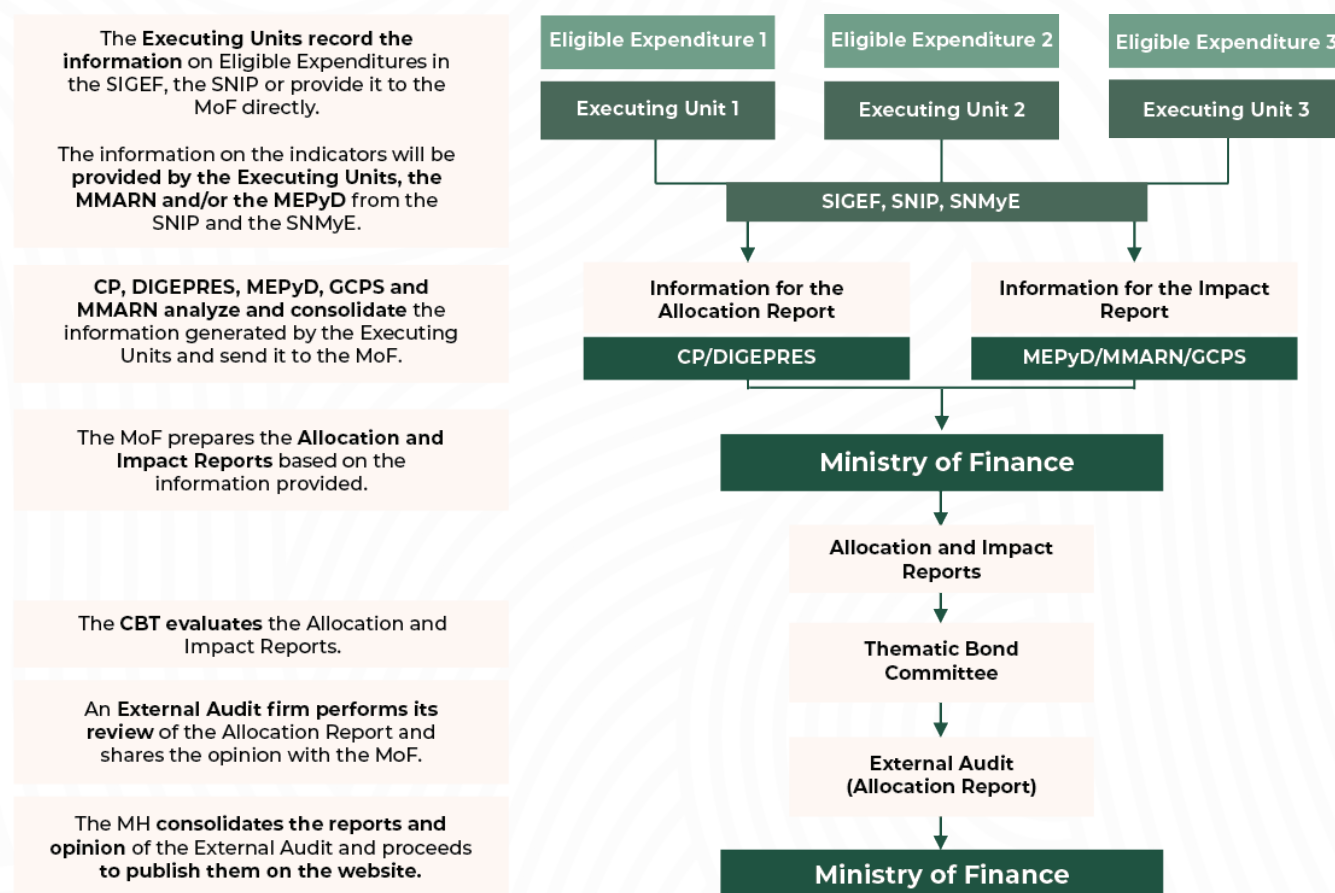 The Executing Units record the
information on Eligible Expenditures in
the SIGEF, the SNIP or provide it to the
MoF directly.
The information on the indicators will be
provided by the Executing Units, the
MMARN and/or the MEPyD from the
SNIP and the SNMyE.
CP, DIGEPRES, MEPyD, GCPS and
MMARN analyze and consolidate the
information generated by the Executing
Units and send it to the MoF.
The MoF prepares the Allocation and
Impact Reports based on the
information provided.
The CBT evaluates the Allocation and
Impact Reports.
An External Audit firm performs its
review of the Allocation Report and
shares the opinion with the MoF.
The MH consolidates the reports and
opinion of the External Audit and proceeds
to publish them on the website.
Eligible Expenditure 1
Eligible Expenditure 2
Eligible Expenditure 3
Executing Unit 1
Executing Unit 2
Executing Unit 3
SIGEF, SNIP, SNMyE
Information for the
Allocation Report
Information for the Impact
Report
CP/DIGEPRES
MEPyD/MMARN/GCPS
Ministry of Finance
Allocation and Impact
Reports
Thematic Bond
Committee
External Audit
(Allocation Report)
Ministry of Finance